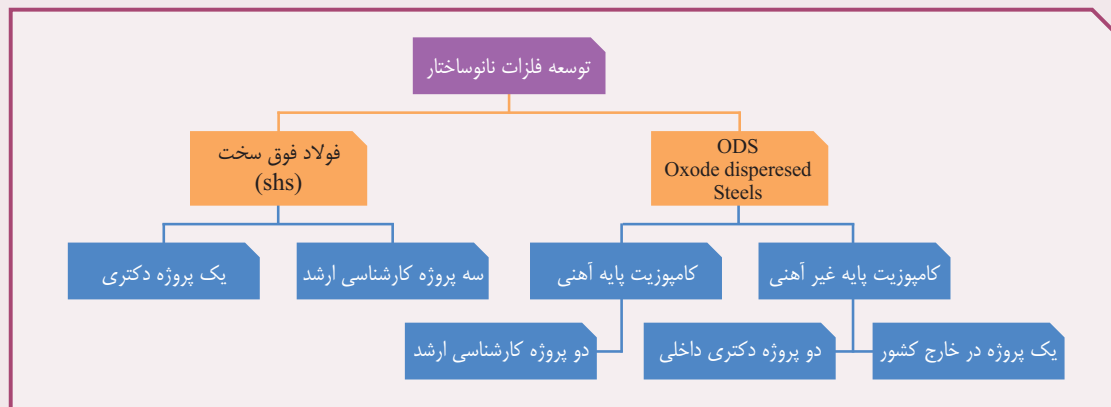 توسعه فلزات نانوساختار
ODS
Oxode disperesed
Steels
فولاد فوق سخت
(shs)
کامپوزیت پایه غیر آهنی
کامپوزیت پایه آهنی
سه پروژه کارشناسی ارشد
یک پروژه دکتری
یک پروژه در خارج کشور
دو پروژه دکتری داخلی
دو پروژه کارشناسی ارشد